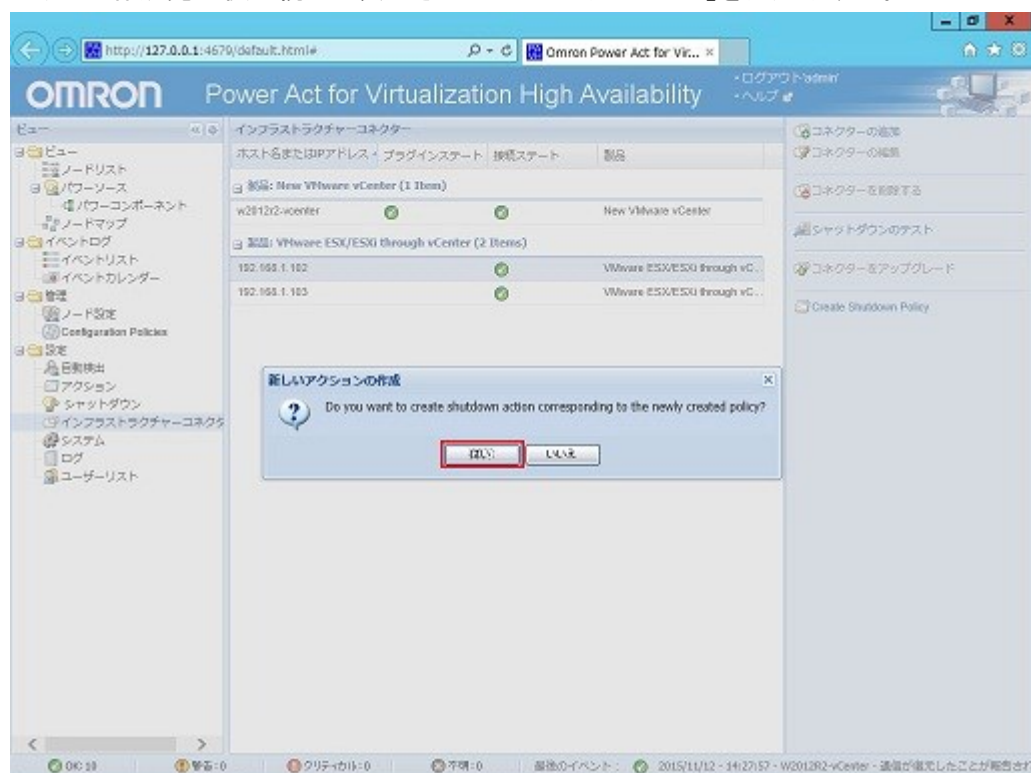 http://127.0.0.1:4679/default.html#
Omron Power Act for Vir... ×
OMRON Power Act for Virtualization High Availability
・ログアウト'admin'
・ヘルプ
ビュー
ビュー
ノードリスト
パワーソース
パワーコンポーネント
ノードマップ
イベントログ
イベントリスト
イベントカレンダー
管理
ノード設定
Configuration Policies
設定
自動検出
アクション
シャットダウン
インフラストラクチャーコネクタ
システム
ログ
ユーザーリスト
インフラストラクチャーコネクター
ホスト名またはIPアドレス プラグインステート 接続ステート 製品
製品: New VMware vCenter (1 Item)
w2012r2-vcenter New VMware vCenter
製品: VMware ESX/ESXi through vCenter (2 Items)
192.168.1.102 VMware ESX/ESXi through vC...
192.168.1.103 VMware ESX/ESXi through vC...
新しいアクションの作成
Do you want to create shutdown action corresponding to the newly created policy?
はい いいえ
コネクターの追加
コネクターの編集
コネクターを削除する
シャットダウンのテスト
コネクターをアップグレード
Create Shutdown Policy
OK: 10 警告: 0 クリティカル: 0 不明: 0 最後のイベント: 2015/11/12 - 14:27:57 - W2012R2-vCenter - 通信が復元したことが報告さ